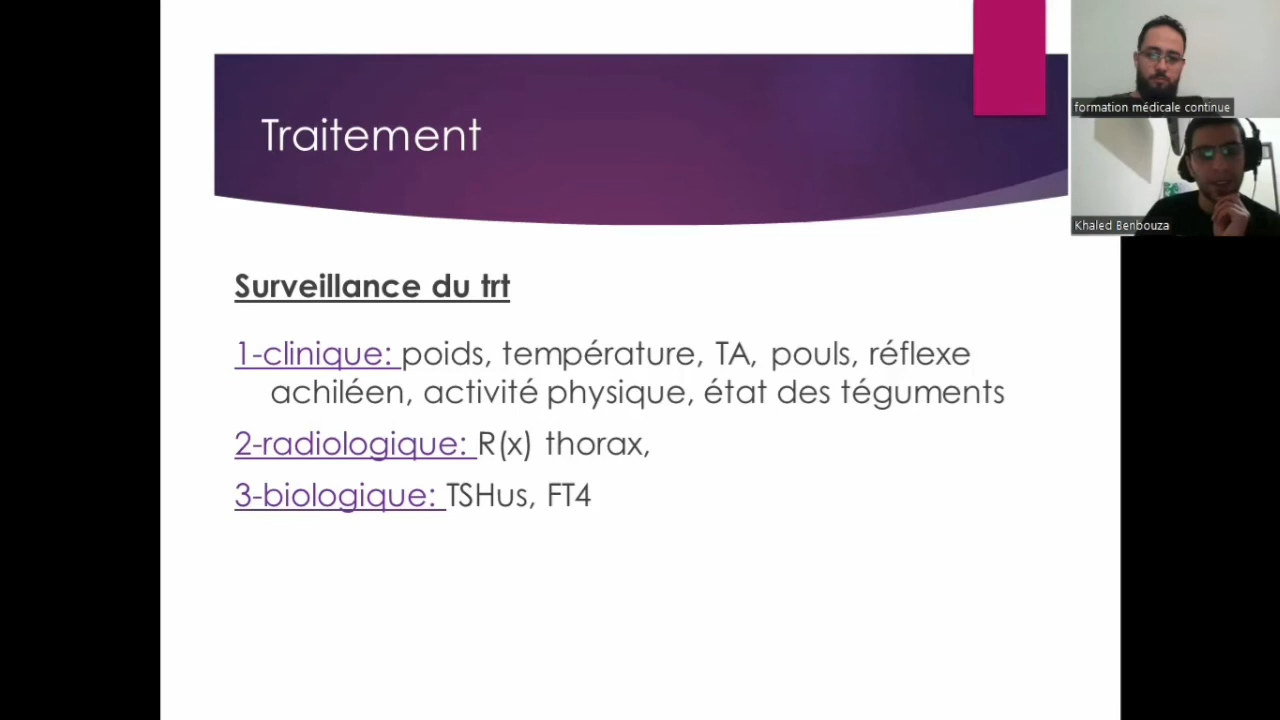 Traitement
Surveillance du trt
1-clinique: poids, température, TA, pouls, réflexe
achiléen, activité physique, état des téguments
2-radiologique: R(x) thorax,
3-biologique: TSHus, FT4
formation médicale continue
Khaled Benbouza